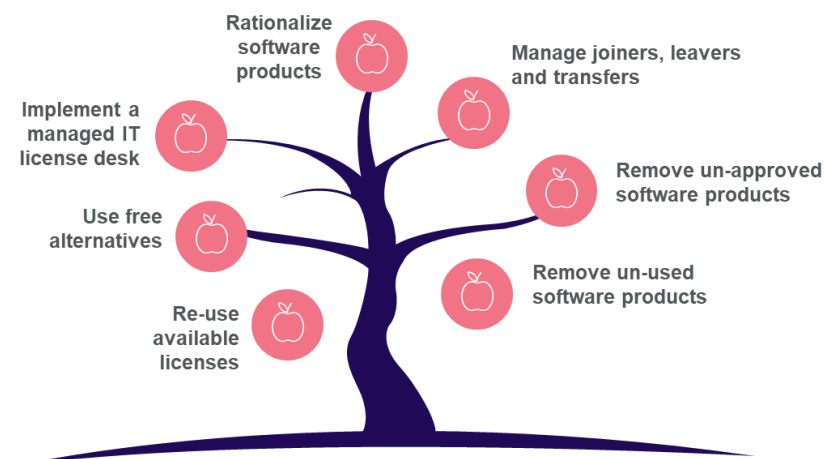 Rationalize
software
products
Manage joiners, leavers
and transfers
Implement a
managed IT
license desk
Remove un-approved
software products
Use free
alternatives
Remove un-used
software products
Re-use
available
licenses